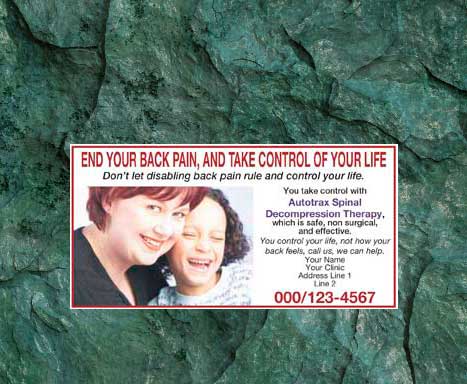 END YOUR BACK PAIN, AND TAKE CONTROL OF YOUR LIFE
Don't let disabling back pain rule and control your life.
You take control with
Autotrax Spinal
Decompression Therapy,
which is safe, non surgical,
and effective.
You control your life, not how your
back feels, call us, we can help.
Your Name
Your Clinic
Address Line 1
Line 2
000/123-4567